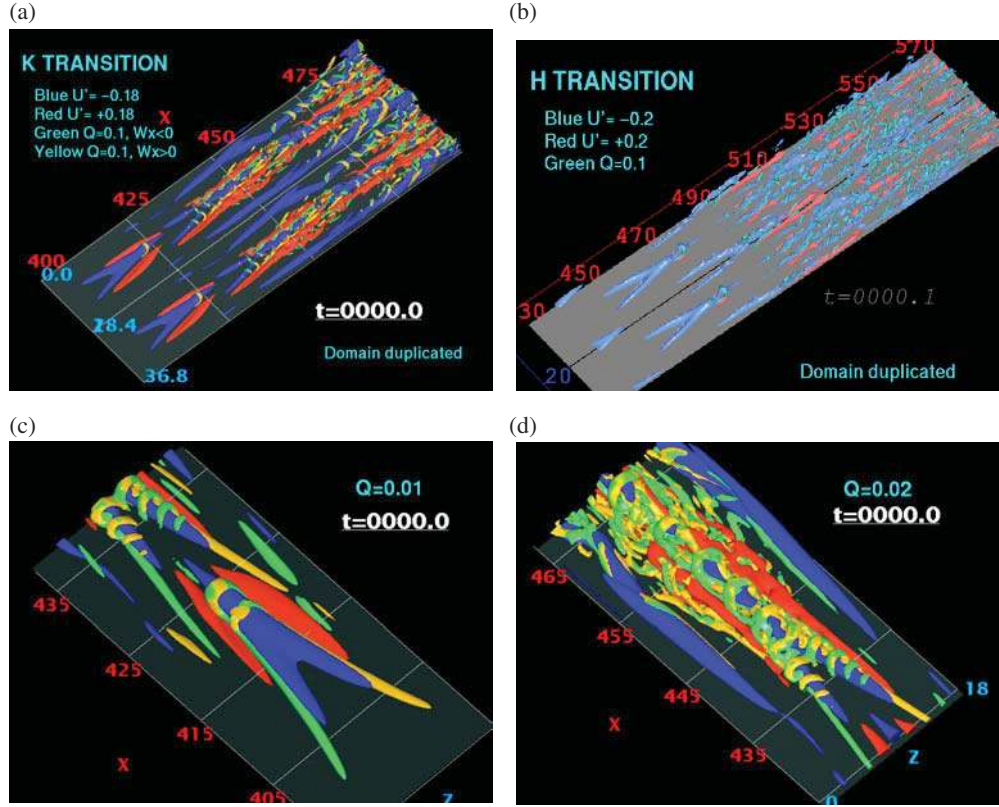 (a)
K TRANSITION
Blue U'= −0.18
Red U'= +0.18
Green Q=0.1, Wx<0
Yellow Q=0.1, Wx>0
X
475
450
425
400
0.0
18.4
36.8
t=0000.0
Domain duplicated
(b)
H TRANSITION
Blue U'= −0.2
Red U'= +0.2
Green Q=0.1
570
550
530
510
490
470
450
30
20
t=0000.1
Domain duplicated
(c)
Q=0.01
t=0000.0
435
425
415
405
X
Z
(d)
Q=0.02
t=0000.0
465
455
445
435
X
18
Z
0